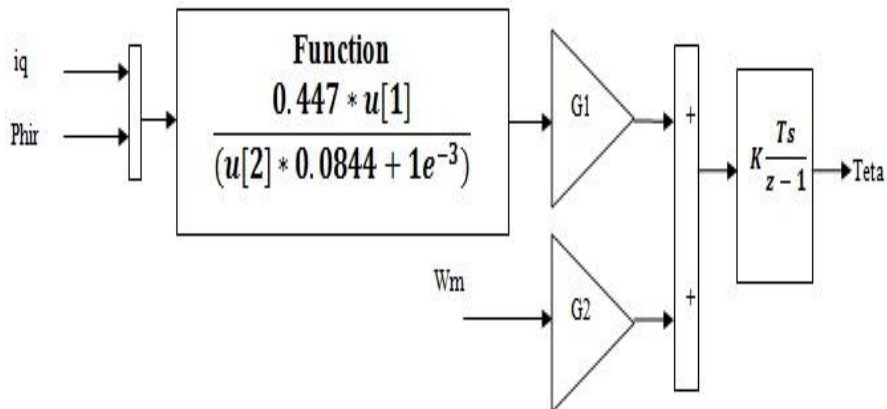 Function
iq
0.447 * u[1]
(u[2] * 0.0844 + 1e⁻³)
Phir
G1
+
K Ts
z − 1
Teta
Wm
G2
+